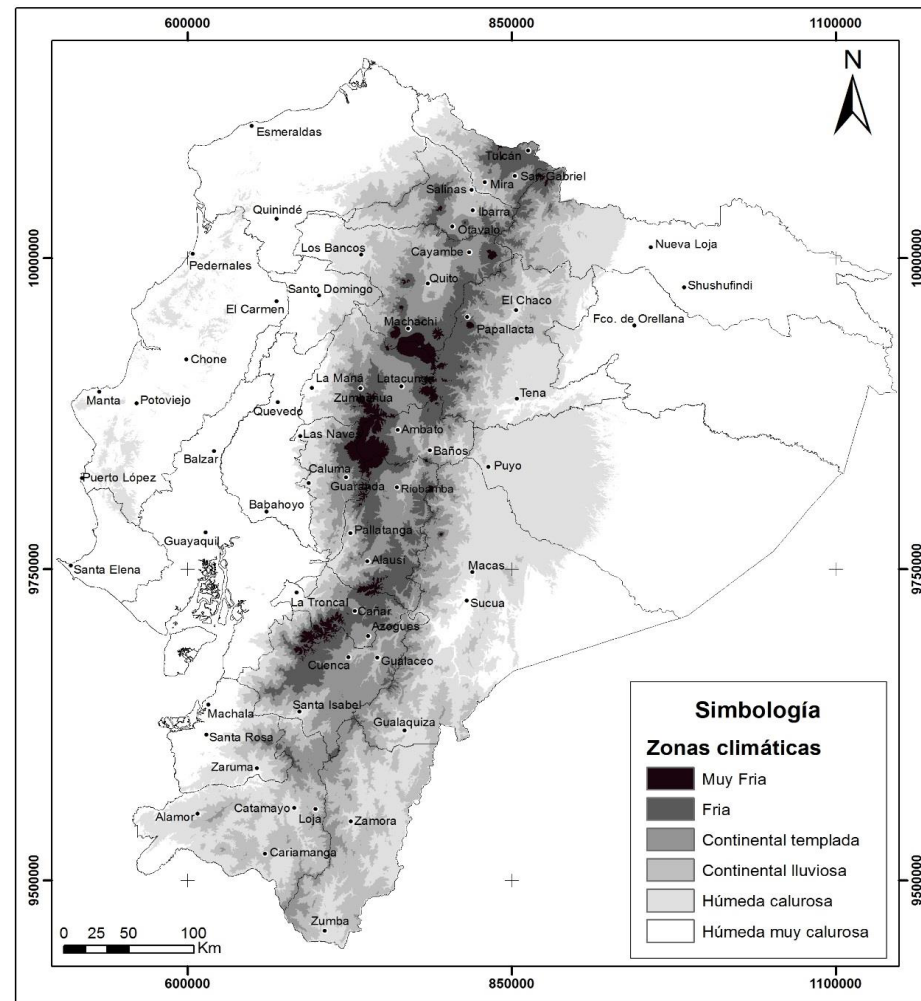 600000
850000
1100000
N
Esmeraldas
Tulcán
San Gabriel
Mira
Salinas
Ibarra
Quinindé
Otavalo
Nueva Loja
Los Bancos
Cayambe
1000000
1000000
Pedernales
Quito
Shushufindi
Santo Domingo
El Chaco
El Carmen
Machachi
Papallacta
Fco. de Orellana
Chone
La Maná
Latacunga
Manta
Potoviejo
Zumbahua
Tena
Quevedo
Las Naves
Ambato
Balzar
Baños
Puerto López
Caluma
Puyo
Guaranda
Riobamba
Babahoyo
Guayaquil
Pallatanga
Alausí
9750000
9750000
Santa Elena
Macas
La Troncal
Sucua
Cañar
Azogues
Cuenca
Gualaceo
Machala
Santa Isabel
Gualaquiza
Santa Rosa
Zaruma
Catamayo
Alamor
Loja
Zamora
Cariamanga
9500000
9500000
Zumba
Simbología
Zonas climáticas
Muy Fria
Fria
Continental templada
Continental lluviosa
Húmeda calurosa
Húmeda muy calurosa
0 25 50 100
Km
600000
850000
1100000